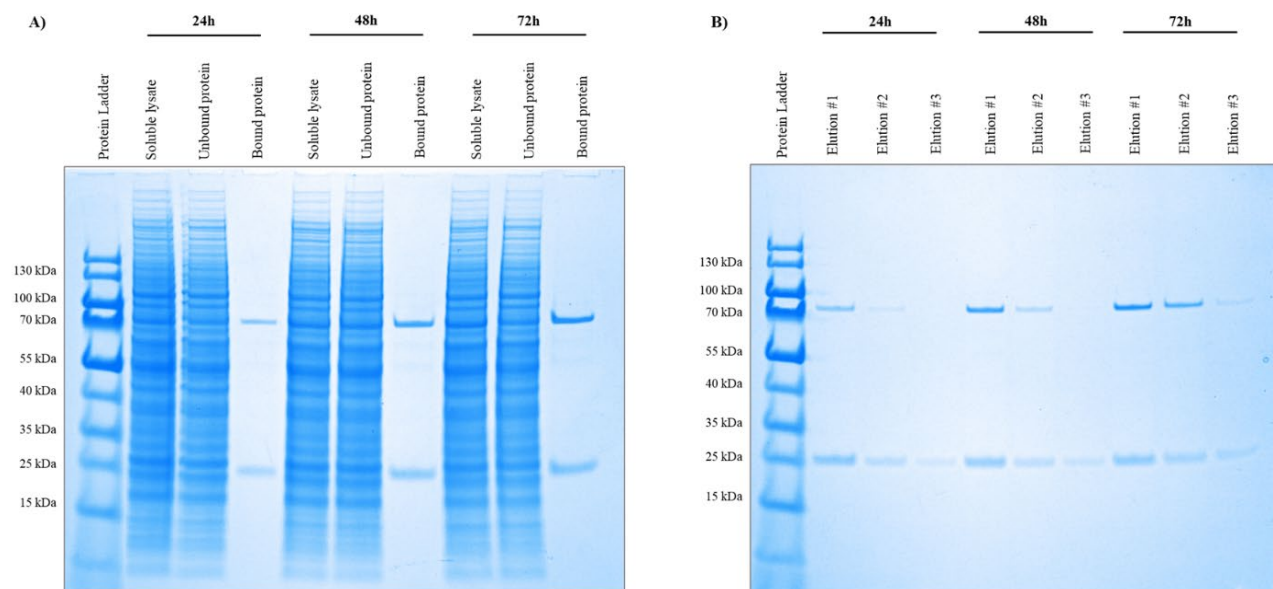 A)
24h
48h
72h
Protein Ladder
Soluble lysate
Unbound protein
Bound protein
Soluble lysate
Unbound protein
Bound protein
Soluble lysate
Unbound protein
Bound protein
130 kDa
100 kDa
70 kDa
55 kDa
40 kDa
35 kDa
25 kDa
15 kDa
B)
24h
48h
72h
Protein Ladder
Elution #1
Elution #2
Elution #3
Elution #1
Elution #2
Elution #3
Elution #1
Elution #2
Elution #3
130 kDa
100 kDa
70 kDa
55 kDa
40 kDa
35 kDa
25 kDa
15 kDa